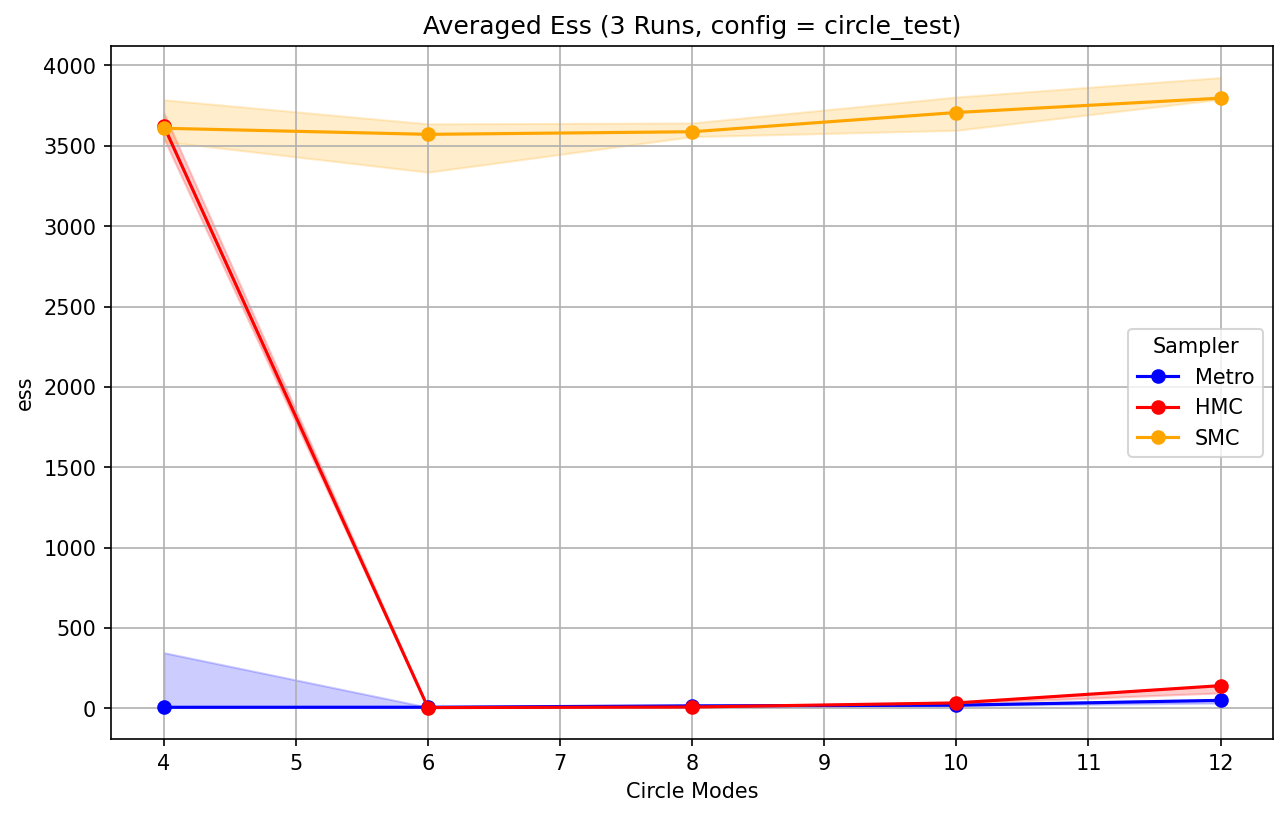 Averaged Ess (3 Runs, config = circle_test)
4000
3500
3000
2500
2000
1500
1000
500
0
ess
Sampler
Metro
HMC
SMC
4 5 6 7 8 9 10 11 12
Circle Modes